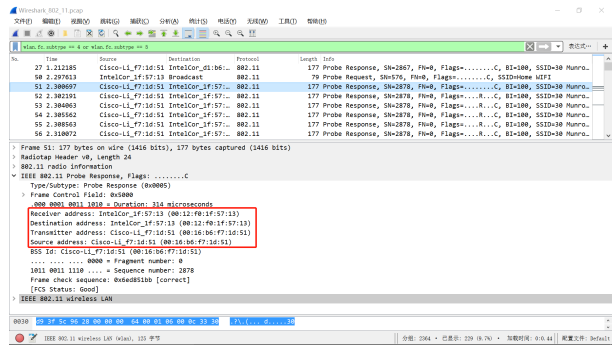 Wireshark_802_11.pcap
文件(F) 编辑(E) 视图(V) 跳转(G) 捕获(C) 分析(A) 统计(S) 电话(Y) 无线(W) 工具(T) 帮助(H)
wlan.fc.subtype == 4 or wlan.fc.subtype == 5 表达式…
No. Time Source Destination Protocol Length Info
27 1.212185 Cisco-Li_f7:1d:51 IntelCor_d1:b6:… 802.11 177 Probe Response, SN=2867, FN=0, Flags=........C, BI=100, SSID=30 Munro…
50 2.297613 IntelCor_1f:57:13 Broadcast 802.11 79 Probe Request, SN=576, FN=0, Flags=........C, SSID=Home WIFI
51 2.300697 Cisco-Li_f7:1d:51 IntelCor_1f:57:… 802.11 177 Probe Response, SN=2878, FN=0, Flags=........C, BI=100, SSID=30 Munro…
52 2.302191 Cisco-Li_f7:1d:51 IntelCor_1f:57:… 802.11 177 Probe Response, SN=2878, FN=0, Flags=....R...C, BI=100, SSID=30 Munro…
53 2.304063 Cisco-Li_f7:1d:51 IntelCor_1f:57:… 802.11 177 Probe Response, SN=2878, FN=0, Flags=....R...C, BI=100, SSID=30 Munro…
54 2.305562 Cisco-Li_f7:1d:51 IntelCor_1f:57:… 802.11 177 Probe Response, SN=2878, FN=0, Flags=....R...C, BI=100, SSID=30 Munro…
55 2.308563 Cisco-Li_f7:1d:51 IntelCor_1f:57:… 802.11 177 Probe Response, SN=2878, FN=0, Flags=....R...C, BI=100, SSID=30 Munro…
56 2.310072 Cisco-Li_f7:1d:51 IntelCor_1f:57:… 802.11 177 Probe Response, SN=2878, FN=0, Flags=....R...C, BI=100, SSID=30 Munro…
Frame 51: 177 bytes on wire (1416 bits), 177 bytes captured (1416 bits)
Radiotap Header v0, Length 24
802.11 radio information
IEEE 802.11 Probe Response, Flags: ........C
Type/Subtype: Probe Response (0x0005)
Frame Control Field: 0x5000
.000 0001 0011 1010 = Duration: 314 microseconds
Receiver address: IntelCor_1f:57:13 (00:12:f0:1f:57:13)
Destination address: IntelCor_1f:57:13 (00:12:f0:1f:57:13)
Transmitter address: Cisco-Li_f7:1d:51 (00:16:b6:f7:1d:51)
Source address: Cisco-Li_f7:1d:51 (00:16:b6:f7:1d:51)
BSS Id: Cisco-Li_f7:1d:51 (00:16:b6:f7:1d:51)
.... .... .... 0000 = Fragment number: 0
1011 0011 1110 .... = Sequence number: 2878
Frame check sequence: 0x6ed851bb [correct]
[FCS Status: Good]
IEEE 802.11 wireless LAN
0030 d9 3f 5c 96 28 00 00 00 64 00 01 06 00 0c 33 30 .?\.(... d.....30
IEEE 802.11 wireless LAN (wlan), 123 字节 分组: 2364 · 已显示: 229 (9.7%) · 加载时间: 0:0.44 配置文件: Default